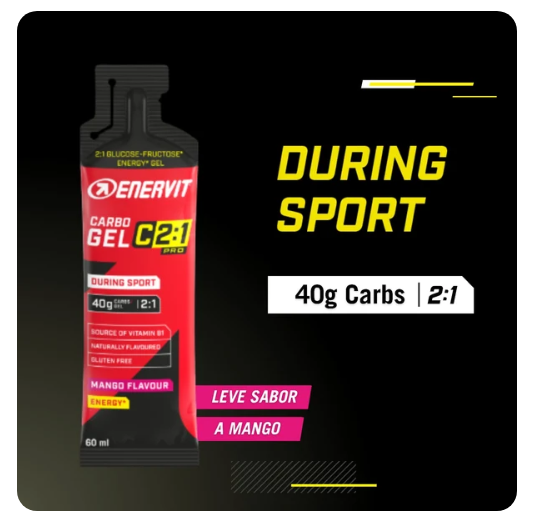 2:1 GLUCOSE-FRUCTOSE*
ENERGY* GEL
ENERVIT
CARBO
GEL C2:1
PRO
DURING SPORT
40g CARBS
GEL 2:1
SOURCE OF VITAMIN B1
NATURALLY FLAVOURED
GLUTEN FREE
MANGO FLAVOUR
ENERGY*
60 ml
DURING
SPORT
40g Carbs | 2:1
LEVE SABOR
A MANGO